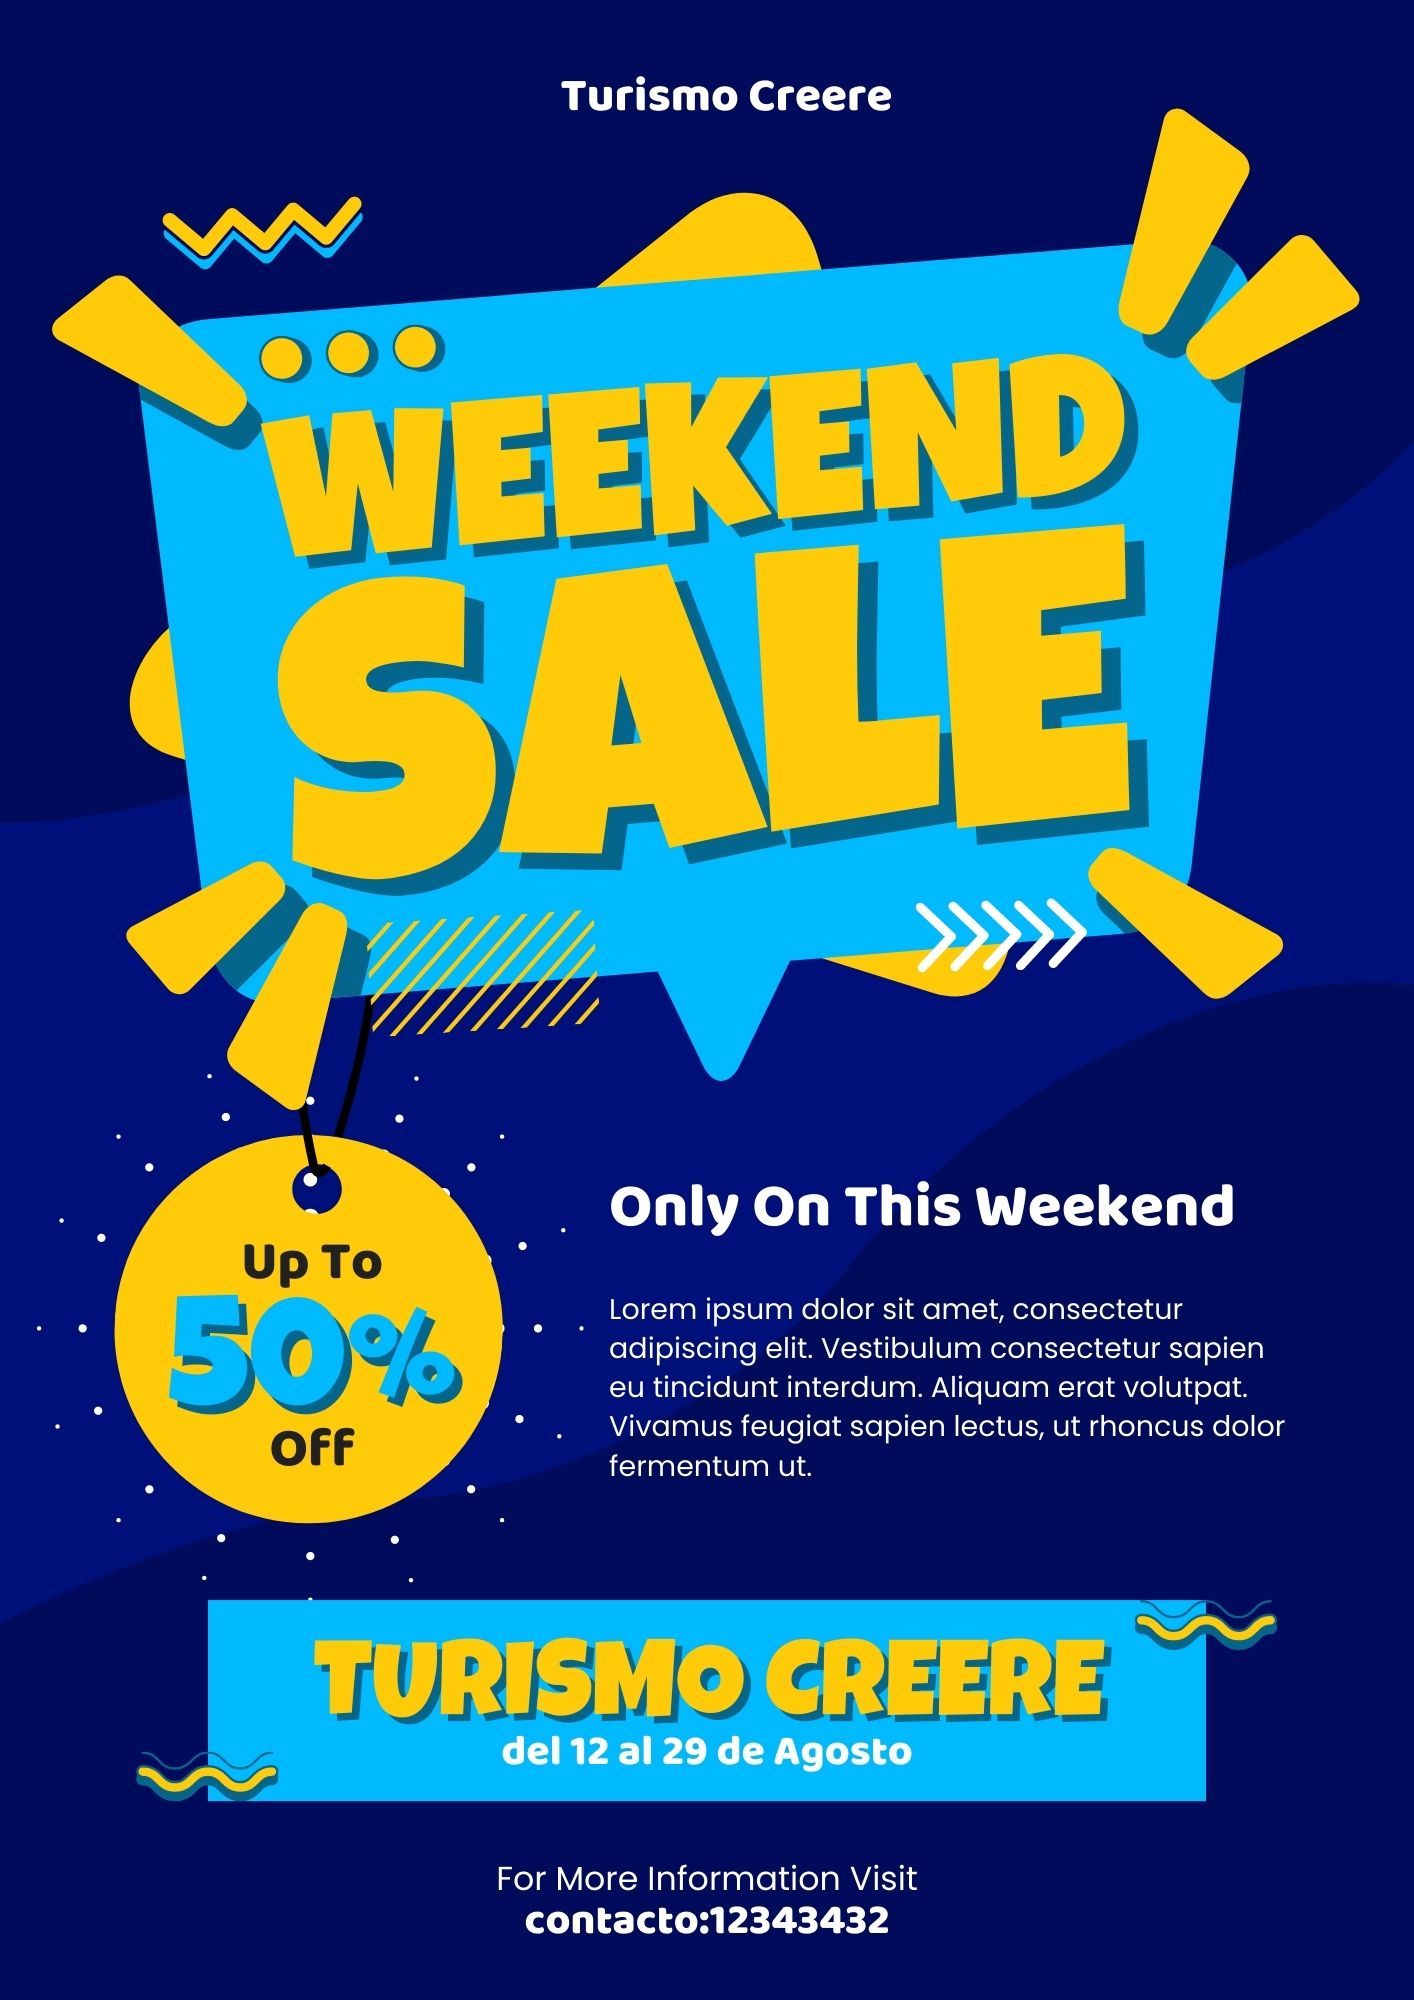 Turismo Creere
WEEKEND
SALE
Up To
50%
Off
Only On This Weekend
Lorem ipsum dolor sit amet, consectetur
adipiscing elit. Vestibulum consectetur sapien
eu tincidunt interdum. Aliquam erat volutpat.
Vivamus feugiat sapien lectus, ut rhoncus dolor
fermentum ut.
TURISMO CREERE
del 12 al 29 de Agosto
For More Information Visit
contacto:12343432